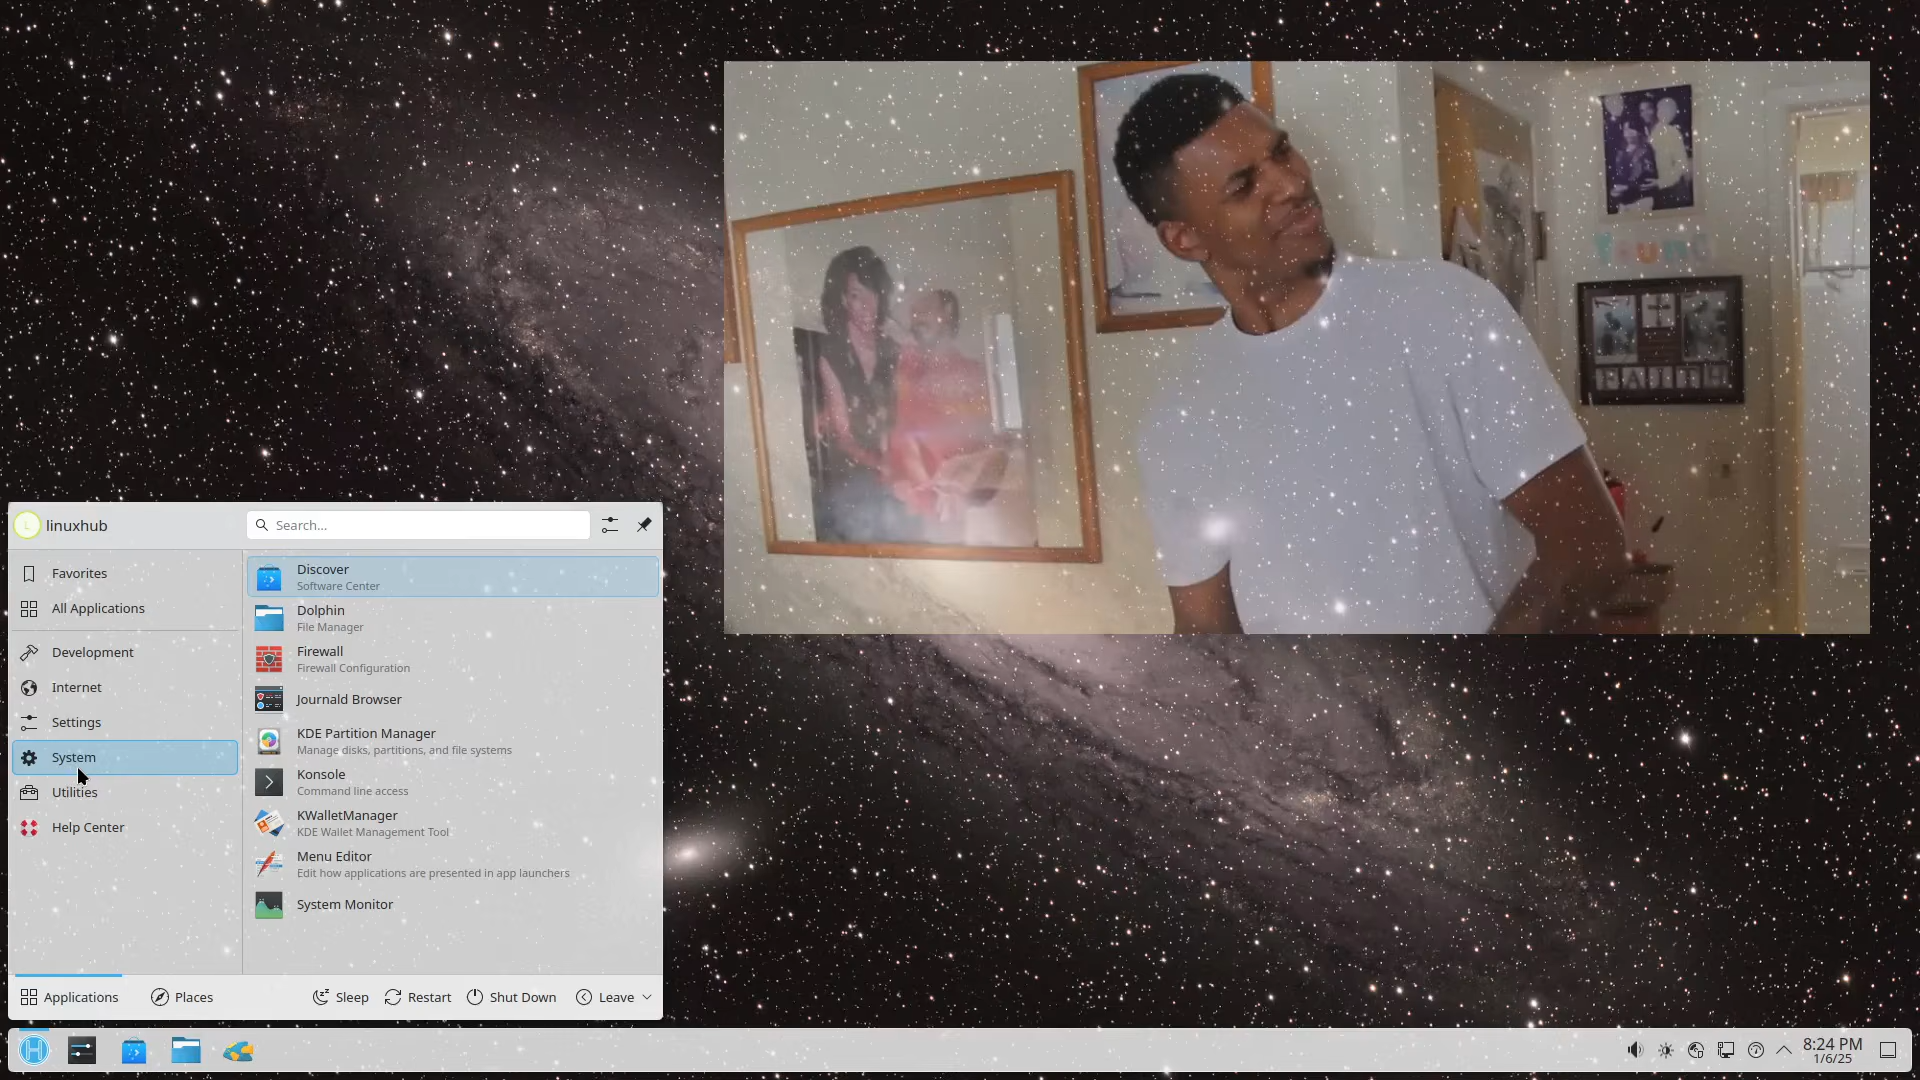 linuxhub
Search...
Favorites
All Applications
Development
Internet
Settings
System
Utilities
Help Center
Discover
Software Center
Dolphin
File Manager
Firewall
Firewall Configuration
Journald Browser
KDE Partition Manager
Manage disks, partitions, and file systems
Konsole
Command line access
KWalletManager
KDE Wallet Management Tool
Menu Editor
Edit how applications are presented in app launchers
System Monitor
Applications
Places
Sleep
Restart
Shut Down
Leave
8:24 PM
1/6/25